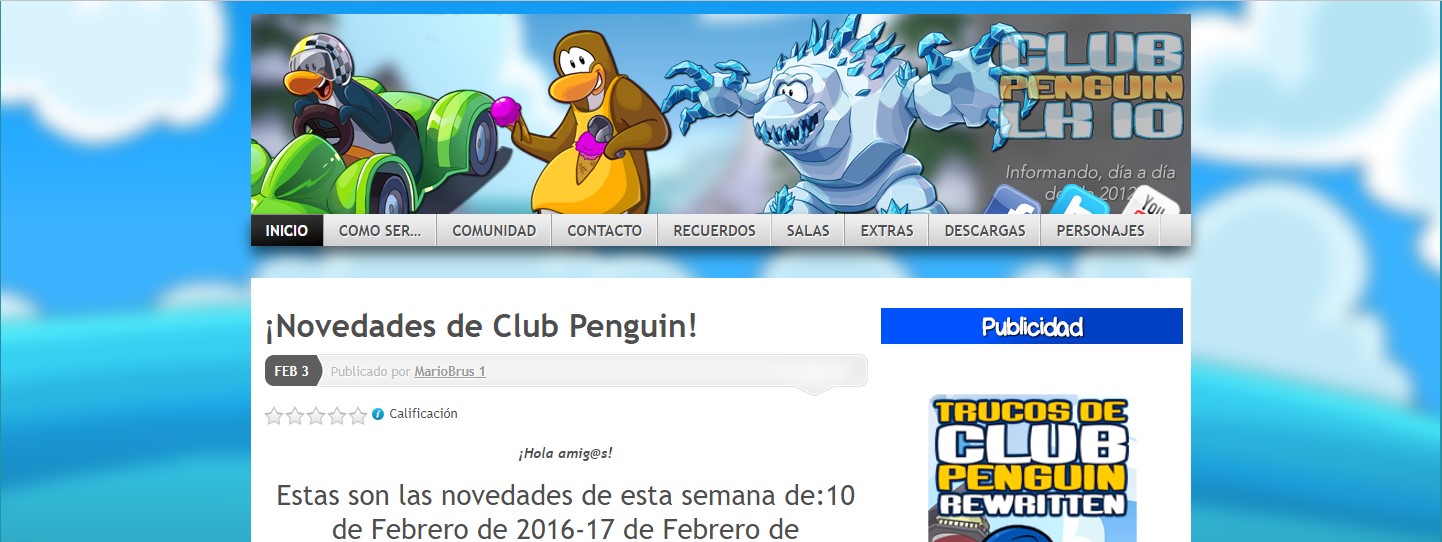 CLUB
PENGUIN
LK 10
Informando, día a día
desde 2012
You
INICIO
COMO SER...
COMUNIDAD
CONTACTO
RECUERDOS
SALAS
EXTRAS
DESCARGAS
PERSONAJES
¡Novedades de Club Penguin!
FEB 3
Publicado por MarioBrus 1
Calificación
¡Hola amig@s!
Estas son las novedades de esta semana de:10
de Febrero de 2016-17 de Febrero de
Publicidad
TRUCOS DE
CLUB
PENGUIN
REWRITTEN